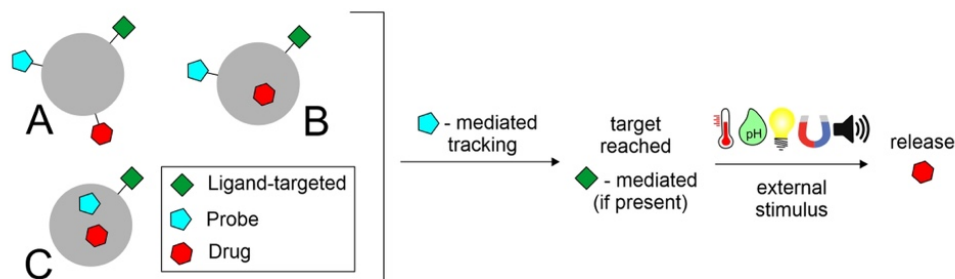 A
B
C
Ligand-targeted
Probe
Drug
- mediated
tracking
target
reached
- mediated
(if present)
pH
external
stimulus
release